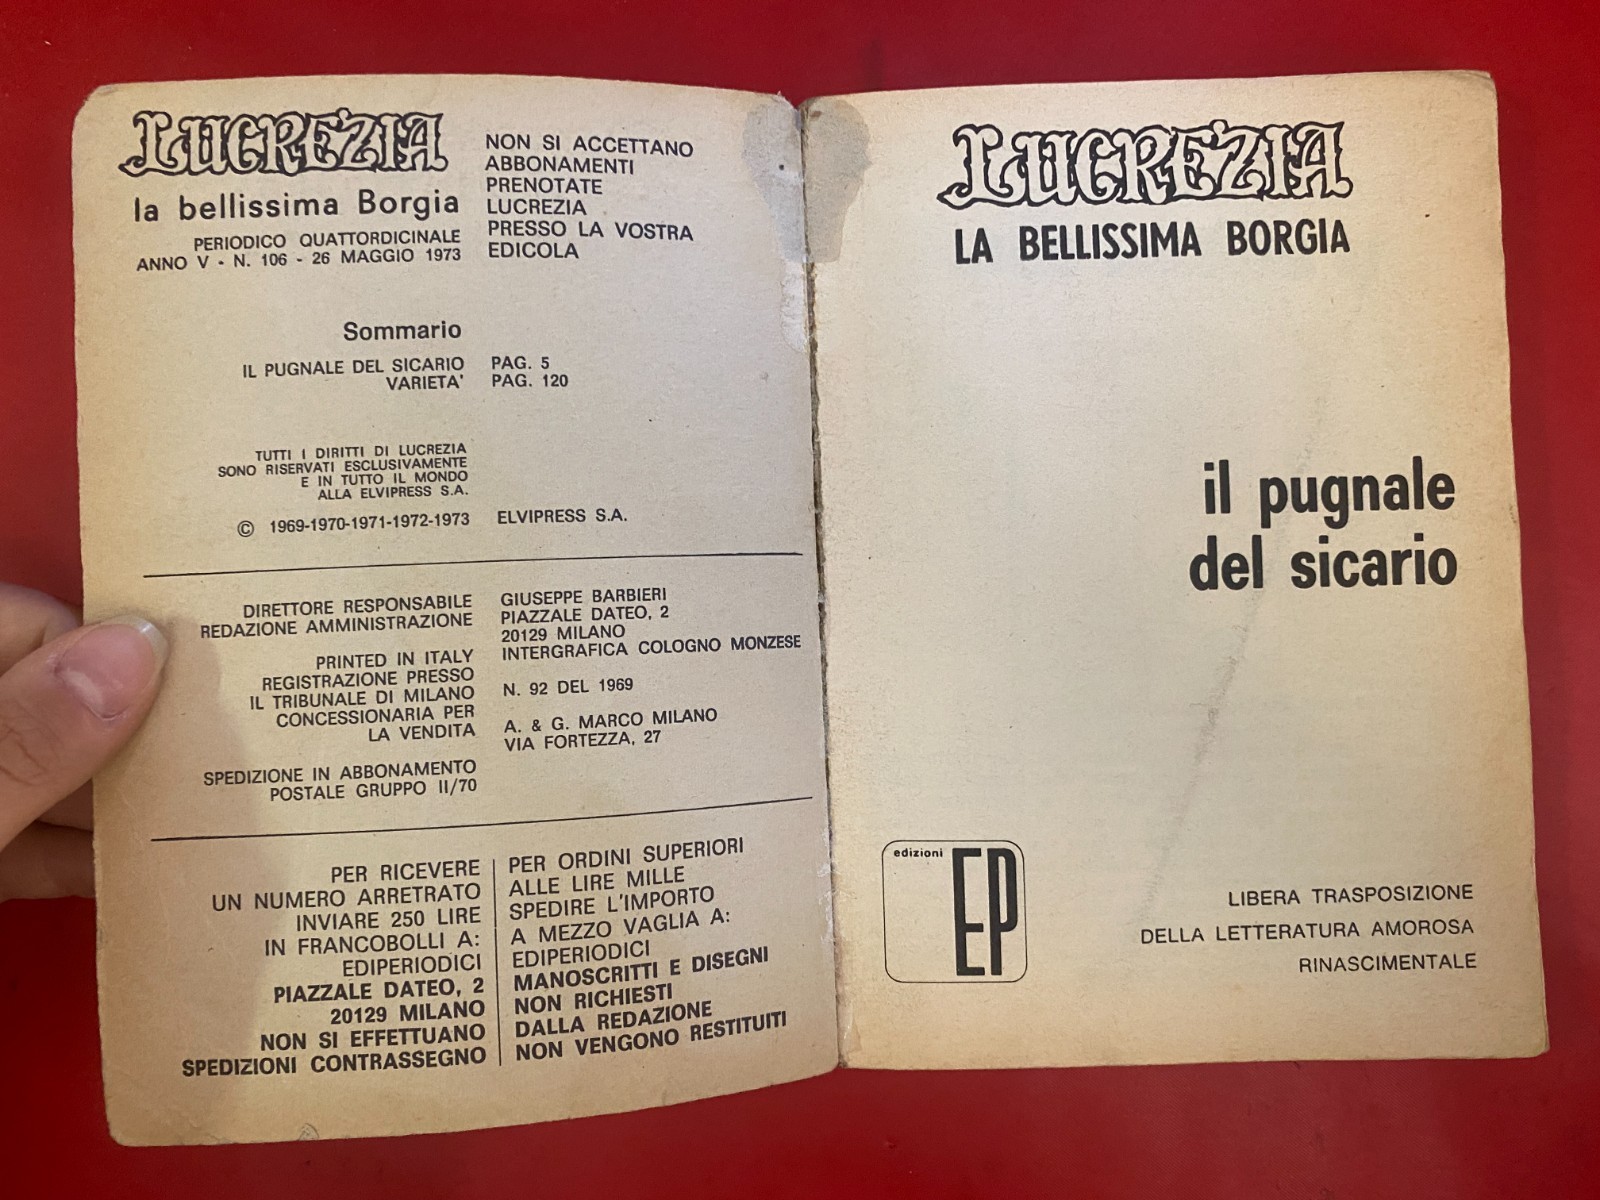 LUCREZIA
la bellissima Borgia
PERIODICO QUATTORDICINALE
ANNO V - N. 106 - 26 MAGGIO 1973
NON SI ACCETTANO
ABBONAMENTI
PRENOTATE
LUCREZIA
PRESSO LA VOSTRA
EDICOLA
Sommario
IL PUGNALE DEL SICARIO PAG. 5
VARIETA' PAG. 120
TUTTI I DIRITTI DI LUCREZIA
SONO RISERVATI ESCLUSIVAMENTE
E IN TUTTO IL MONDO
ALLA ELVIPRESS S.A.
© 1969-1970-1971-1972-1973 ELVIPRESS S.A.
DIRETTORE RESPONSABILE
REDAZIONE AMMINISTRAZIONE
GIUSEPPE BARBIERI
PIAZZALE DATEO, 2
20129 MILANO
INTERGRAFICA COLOGNO MONZESE
PRINTED IN ITALY
REGISTRAZIONE PRESSO
IL TRIBUNALE DI MILANO
N. 92 DEL 1969
CONCESSIONARIA PER
LA VENDITA
A. & G. MARCO MILANO
VIA FORTEZZA, 27
SPEDIZIONE IN ABBONAMENTO
POSTALE GRUPPO II/70
PER RICEVERE
UN NUMERO ARRETRATO
INVIARE 250 LIRE
IN FRANCOBOLLI A:
EDIPERIODICI
PIAZZALE DATEO, 2
20129 MILANO
NON SI EFFETTUANO
SPEDIZIONI CONTRASSEGNO
PER ORDINI SUPERIORI
ALLE LIRE MILLE
SPEDIRE L'IMPORTO
A MEZZO VAGLIA A:
EDIPERIODICI
MANOSCRITTI E DISEGNI
NON RICHIESTI
DALLA REDAZIONE
NON VENGONO RESTITUITI
LUCREZIA
LA BELLISSIMA BORGIA
il pugnale
del sicario
edizioni
EP
LIBERA TRASPOSIZIONE
DELLA LETTERATURA AMOROSA
RINASCIMENTALE